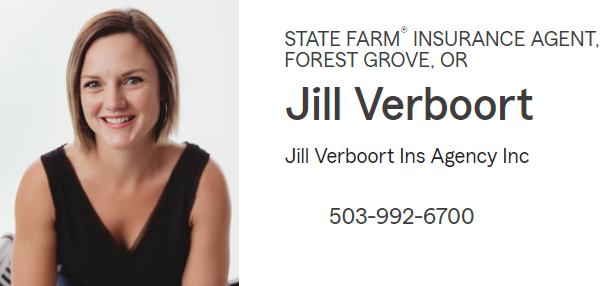 STATE FARM® INSURANCE AGENT,
FOREST GROVE, OR
Jill Verboort
Jill Verboort Ins Agency Inc
503-992-6700